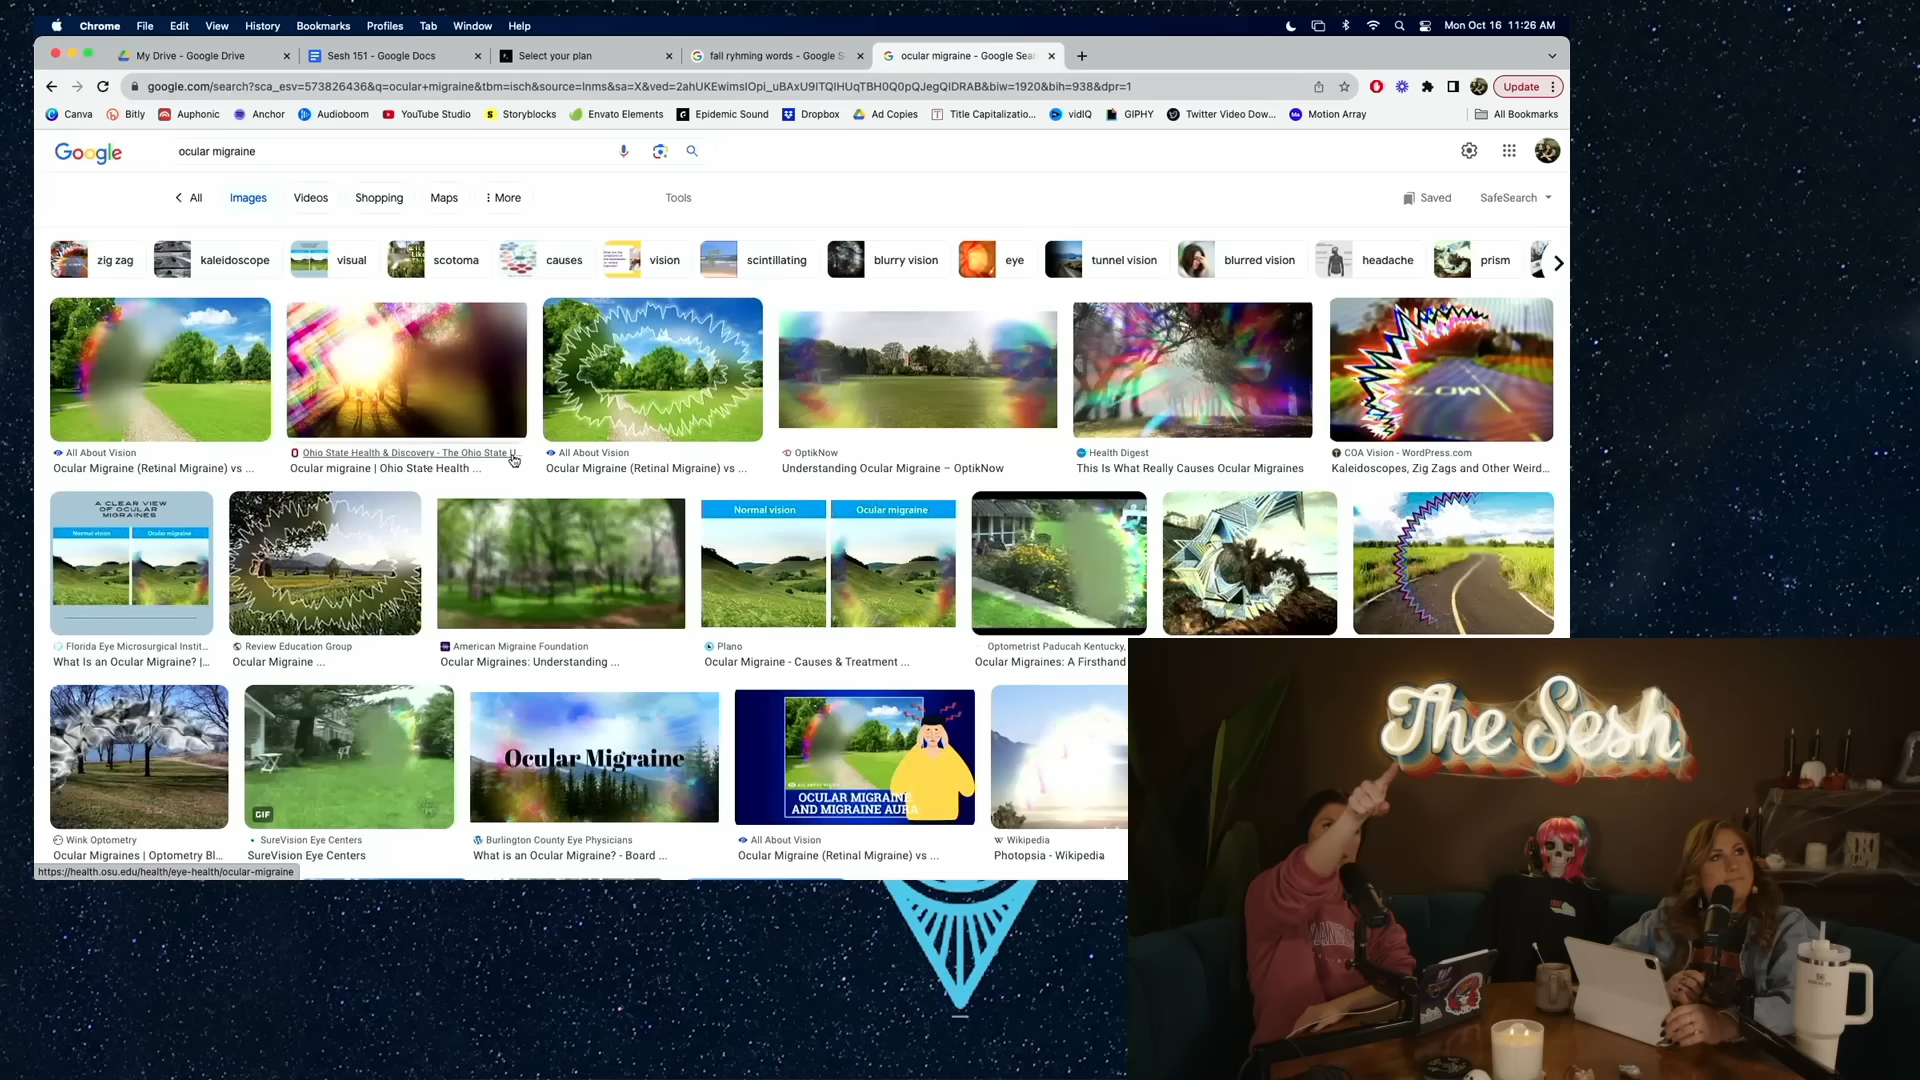 Chrome File Edit View History Bookmarks Profiles Tab Window Help Mon Oct 16 11:26 AM
My Drive - Google Drive Sesh 151 - Google Docs Select your plan fall ryhming words - Google S ocular migraine - Google Sear
google.com/search?sca_esv=573826436&q=ocular+migraine&tbm=isch&source=lnms&sa=X&ved=2ahUKEwimsIOpi_uBAxU9ITQIHUqTBH0Q0pQJegQIDRAB&biw=1920&bih=938&dpr=1 Update
Canva Bitly Auphonic Anchor Audioboom YouTube Studio Storyblocks Envato Elements Epidemic Sound Dropbox Ad Copies Title Capitalizatio... vidIQ GIPHY Twitter Video Dow... Motion Array All Bookmarks
Google ocular migraine
All Images Videos Shopping Maps More Tools Saved SafeSearch
zig zag kaleidoscope visual scotoma causes vision scintillating blurry vision eye tunnel vision blurred vision headache prism
All About Vision Ohio State Health & Discovery - The Ohio State U... All About Vision OptikNow Health Digest COA Vision - WordPress.com
Ocular Migraine (Retinal Migraine) vs ... Ocular migraine | Ohio State Health ... Ocular Migraine (Retinal Migraine) vs ... Understanding Ocular Migraine – OptikNow This Is What Really Causes Ocular Migraines Kaleidoscopes, Zig Zags and Other Weird...
A CLEAR VIEW
OF OCULAR
MIGRAINES
Normal vision Ocular migraine
Normal vision Ocular migraine
Florida Eye Microsurgical Instit... Review Education Group American Migraine Foundation Plano Optometrist Paducah Kentucky,
What Is an Ocular Migraine? |... Ocular Migraine ... Ocular Migraines: Understanding ... Ocular Migraine - Causes & Treatment ... Ocular Migraines: A Firsthand
GIF
Ocular Migraine
ALL ABOUT VISION
OCULAR MIGRAINE
AND MIGRAINE AURA
Wink Optometry SureVision Eye Centers Burlington County Eye Physicians All About Vision Wikipedia
Ocular Migraines | Optometry Bl... SureVision Eye Centers What is an Ocular Migraine? - Board ... Ocular Migraine (Retinal Migraine) vs ... Photopsia - Wikipedia
https://health.osu.edu/health/eye-health/ocular-migraine
The Sesh